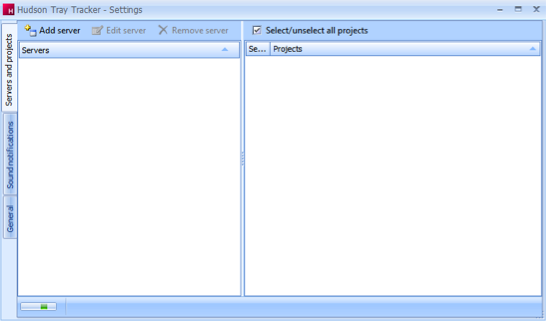 H Hudson Tray Tracker - Settings
Add server Edit server Remove server Select/unselect all projects
Servers Se... Projects
Servers and projects
Sound notifications
General